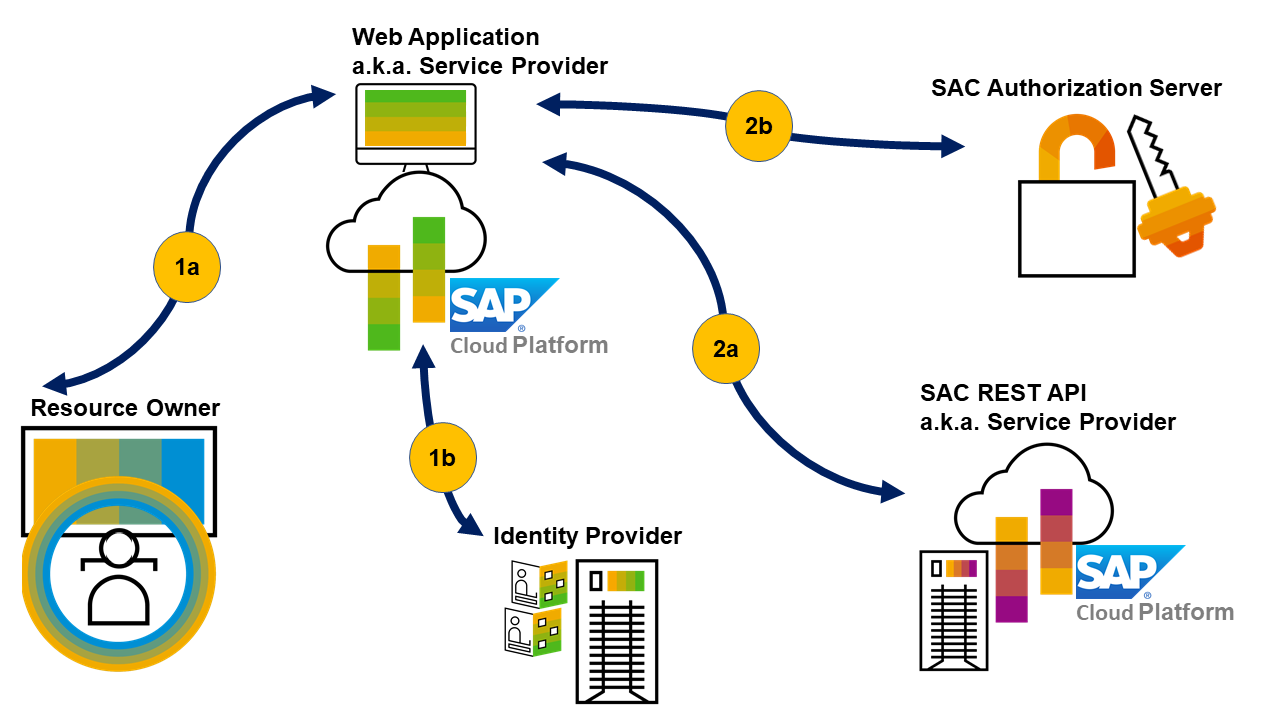 Web Application
a.k.a. Service Provider
SAC Authorization Server
2b
1a
SAP®
Cloud Platform
2a
SAC REST API
a.k.a. Service Provider
Resource Owner
1b
Identity Provider
SAP®
Cloud Platform